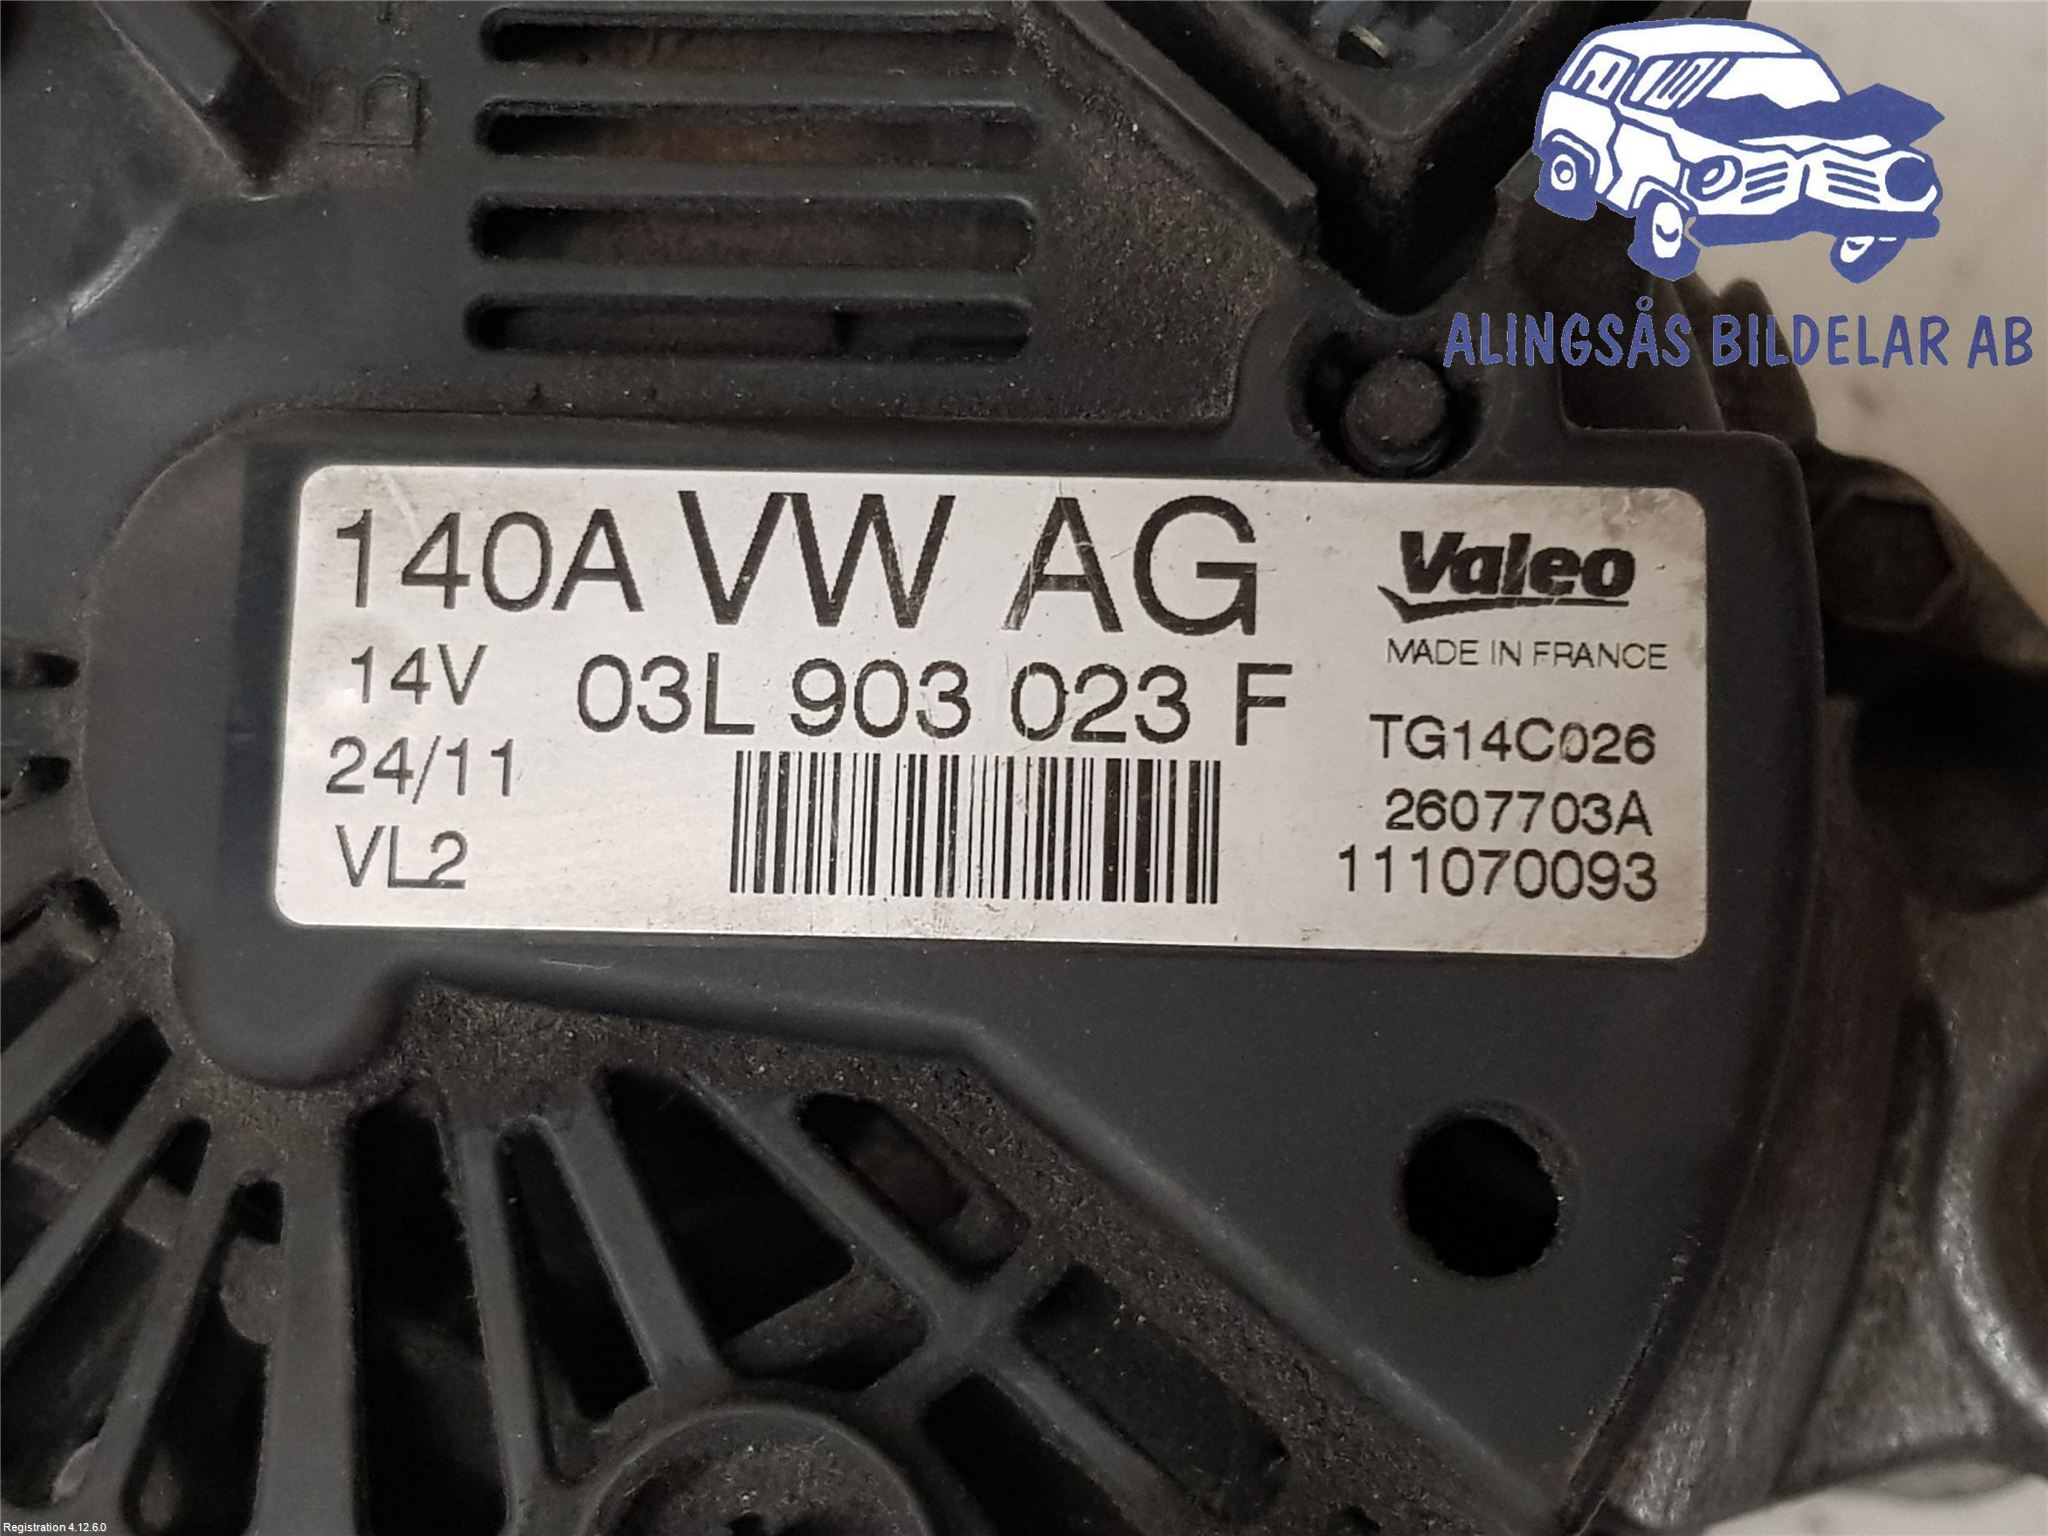 B+
ALINGSÅS BILDELAR AB
140A VW AG
Valeo
MADE IN FRANCE
14V 03L 903 023 F
TG14C026
24/11
2607703A
VL2
111070093
Registration 4.12.6.0